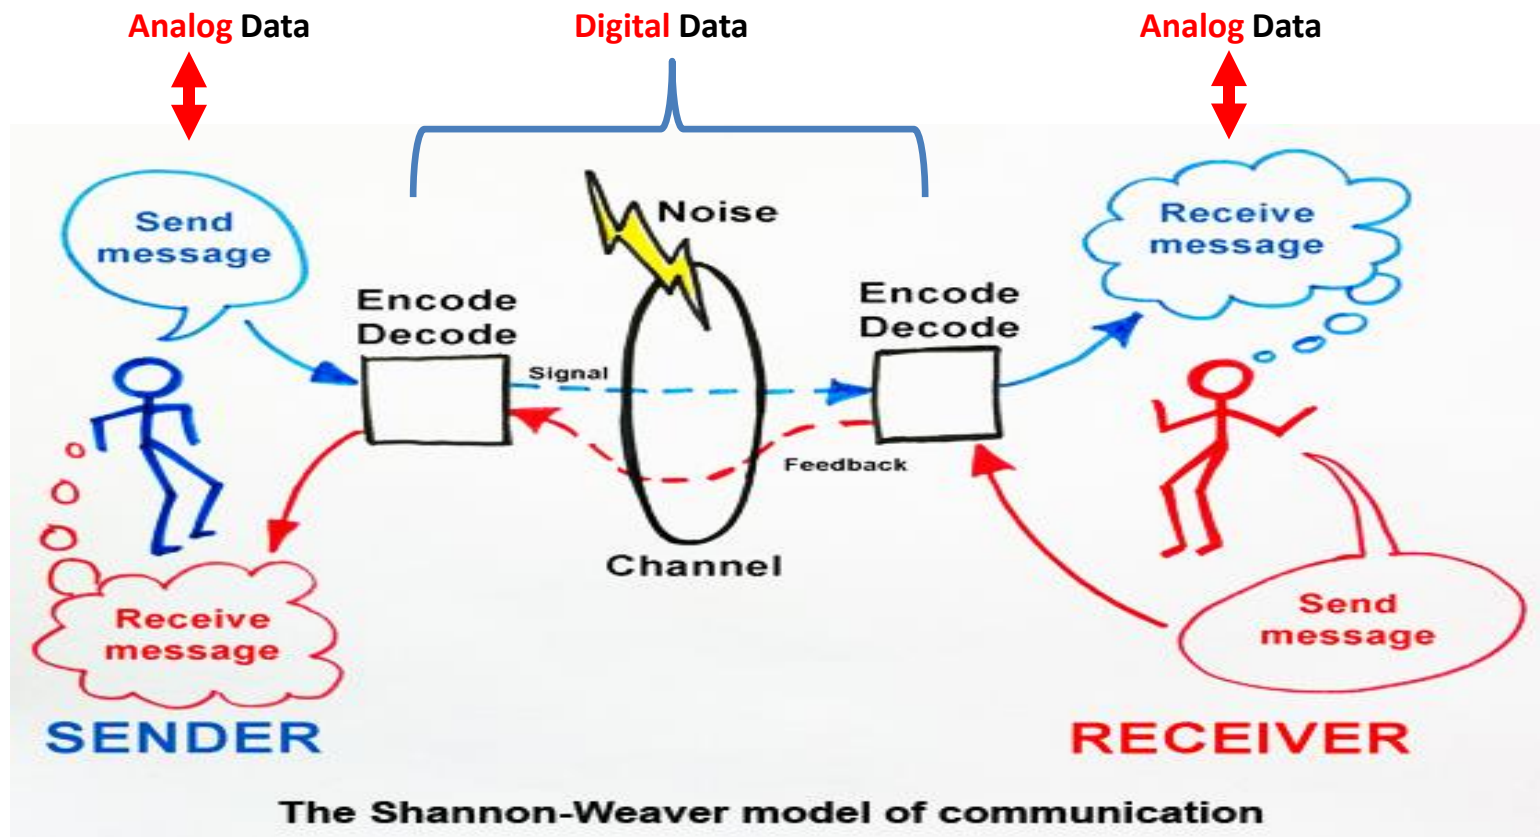 Analog Data
Digital Data
Analog Data
Send
message
Noise
Receive
message
Encode
Decode
Encode
Decode
Signal
Feedback
Channel
Receive
message
Send
message
SENDER
RECEIVER
The Shannon-Weaver model of communication